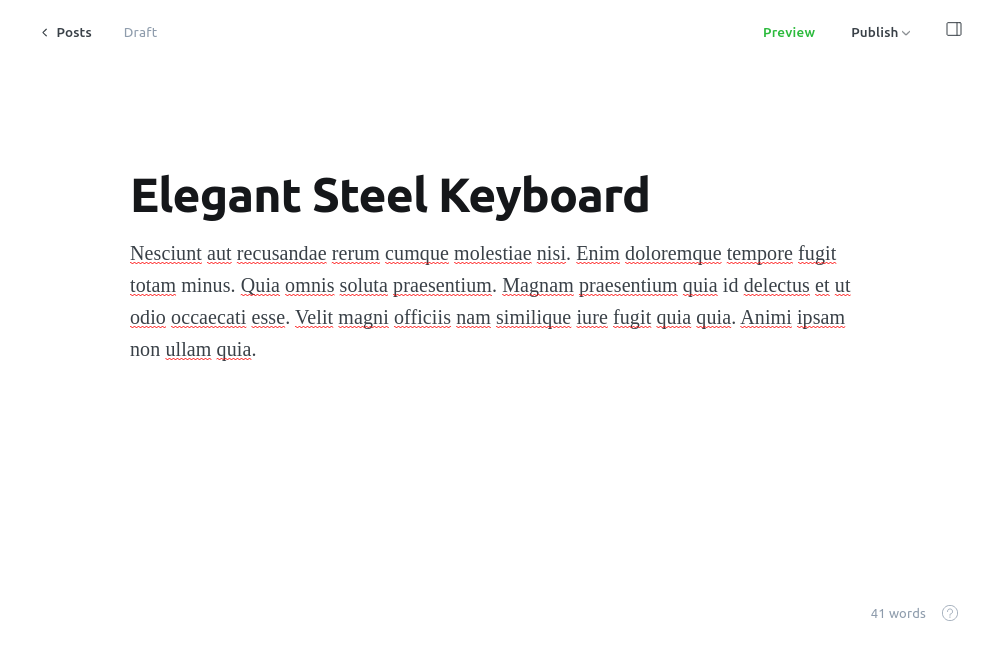 Posts Draft Preview Publish
Elegant Steel Keyboard
Nesciunt aut recusandae rerum cumque molestiae nisi. Enim doloremque tempore fugit
totam minus. Quia omnis soluta praesentium. Magnam praesentium quia id delectus et ut
odio occaecati esse. Velit magni officiis nam similique iure fugit quia quia. Animi ipsam
non ullam quia.
41 words ?